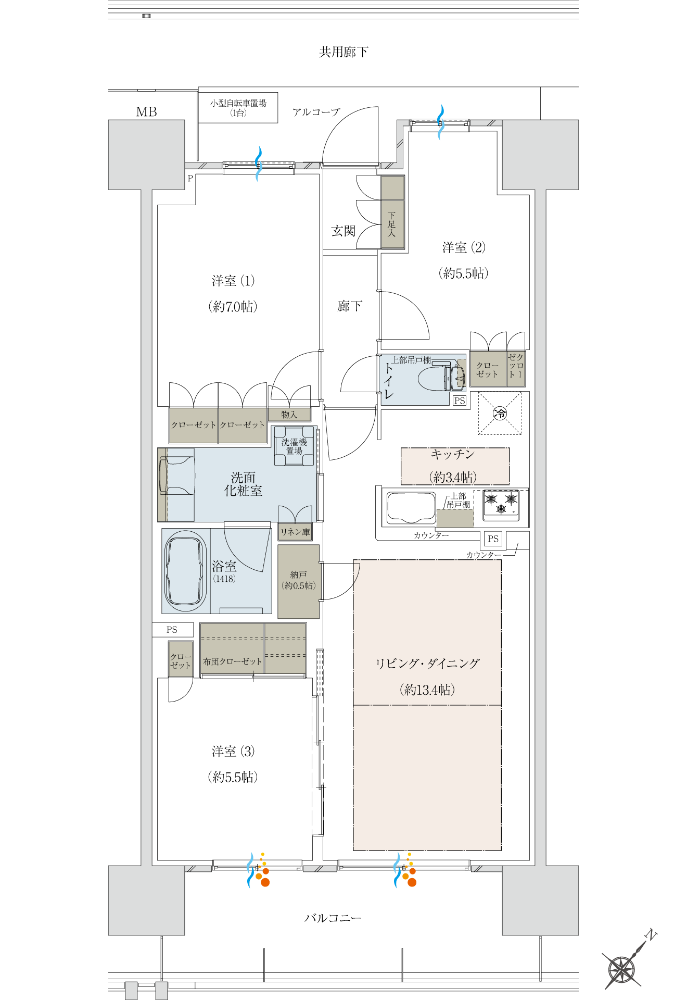 共用廊下
小型自転車置場
(1台)
アルコーブ
MB
P
下足入
玄関
洋室(2)
(約5.5帖)
洋室(1)
(約7.0帖)
廊下
上部吊戸棚
トイレ
クロー
ゼット
クロー
ゼット
PS
冷
物入
クローゼット
クローゼット
洗濯機
置場
キッチン
(約3.4帖)
洗面
化粧室
上部
吊戸棚
リネン庫
カウンター
PS
カウンター
浴室
(1418)
納戸
(約0.5帖)
PS
クロー
ゼット
布団クローゼット
リビング・ダイニング
(約13.4帖)
洋室(3)
(約5.5帖)
バルコニー
N